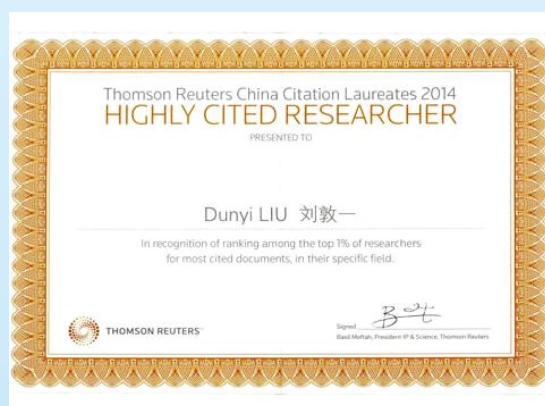 Thomson Reuters China Citation Laureates 2014
HIGHLY CITED RESEARCHER
PRESENTED TO
Dunyi LIU 刘敦一
In recognition of ranking among the top 1% of researchers
for most cited documents, in their specific field.
THOMSON REUTERS™
Signed
Basil Moftah, President IP & Science, Thomson Reuters